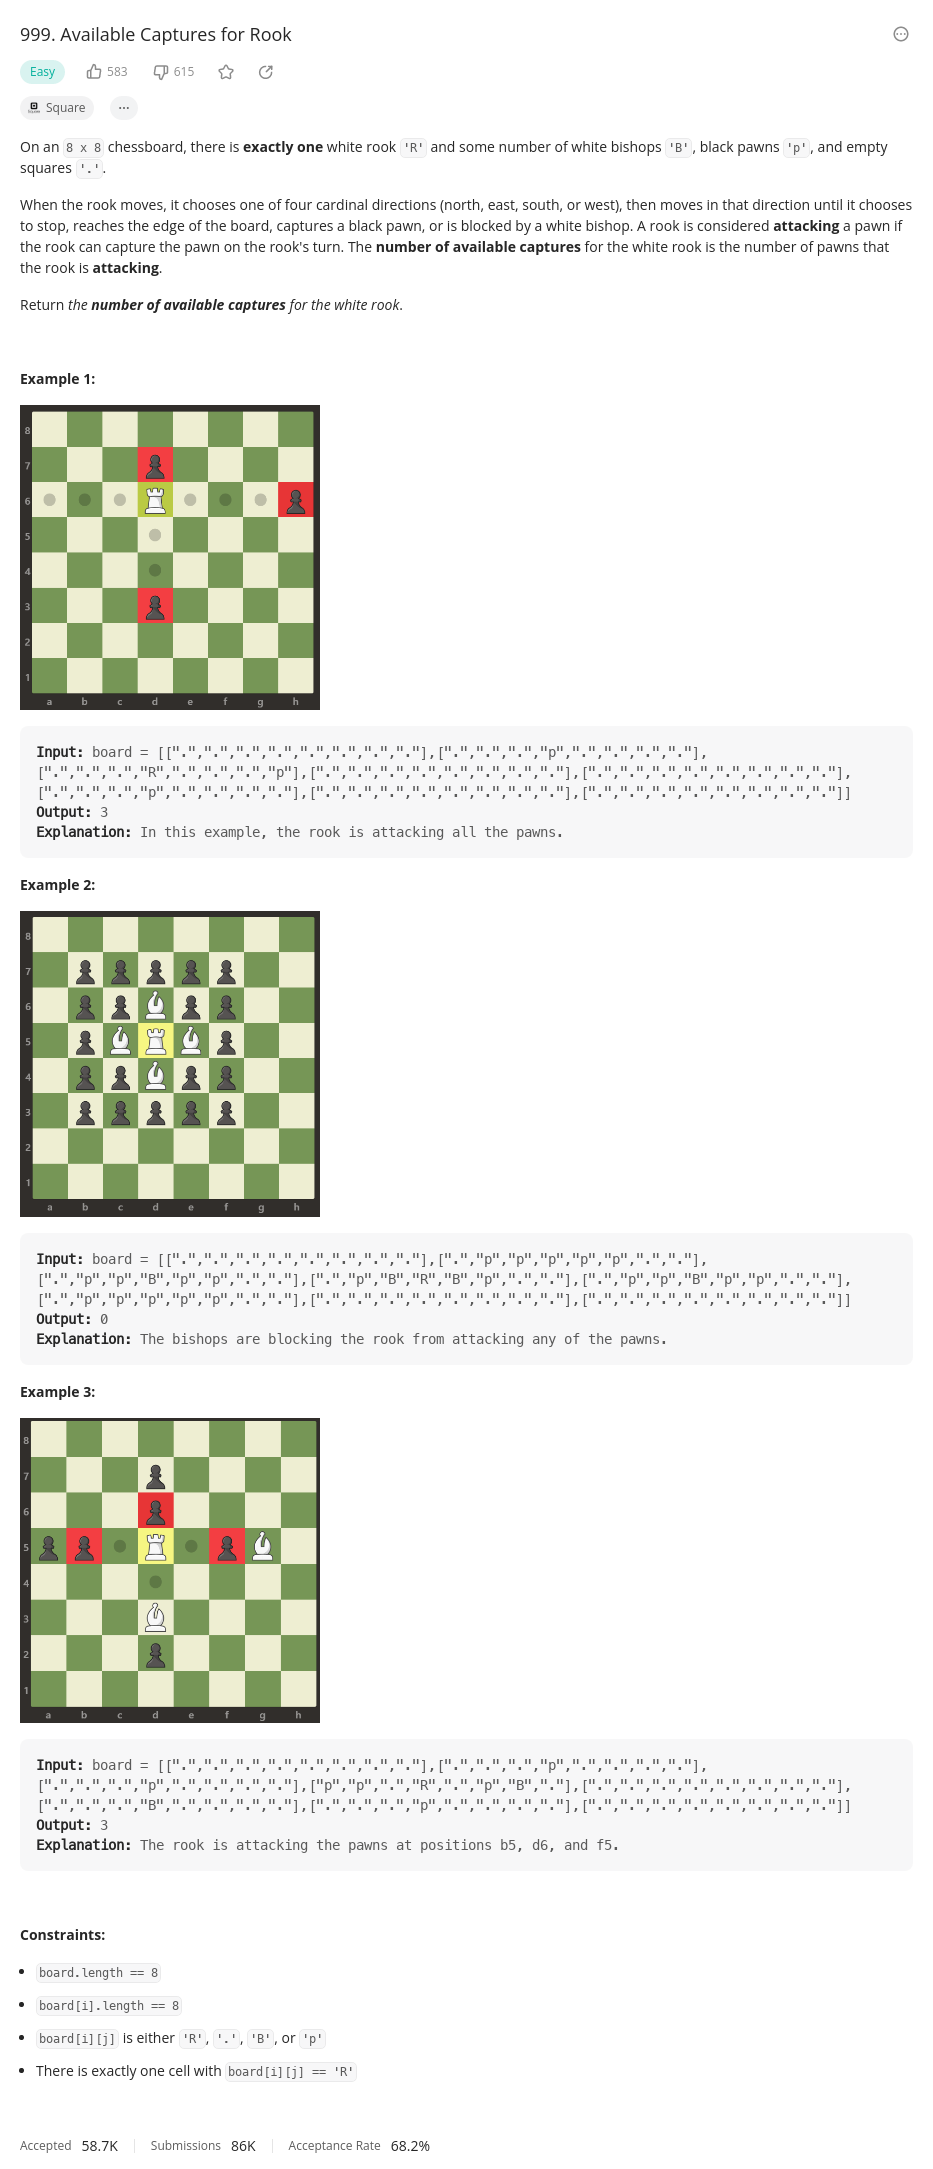 999. Available Captures for Rook
Easy 583 615
Square ...
On an 8 x 8 chessboard, there is exactly one white rook 'R' and some number of white bishops 'B', black pawns 'p', and empty
squares '.'.
When the rook moves, it chooses one of four cardinal directions (north, east, south, or west), then moves in that direction until it chooses
to stop, reaches the edge of the board, captures a black pawn, or is blocked by a white bishop. A rook is considered attacking a pawn if
the rook can capture the pawn on the rook's turn. The number of available captures for the white rook is the number of pawns that
the rook is attacking.
Return the number of available captures for the white rook.
Example 1:
8
7
6
5
4
3
2
1
a b c d e f g h
Input: board = [[".",".",".",".",".",".",".","."],[".",".",".","p",".",".",".","."],
[".",".",".","R",".",".",".","p"],[".",".",".",".",".",".",".","."],[".",".",".",".",".",".",".","."],
[".",".",".","p",".",".",".","."],[".",".",".",".",".",".",".","."],[".",".",".",".",".",".",".","."]]
Output: 3
Explanation: In this example, the rook is attacking all the pawns.
Example 2:
8
7
6
5
4
3
2
1
a b c d e f g h
Input: board = [[".",".",".",".",".",".",".","."],[".","p","p","p","p","p",".","."],
[".","p","p","B","p","p",".","."],[".","p","B","R","B","p",".","."],[".","p","p","B","p","p",".","."],
[".","p","p","p","p","p",".","."],[".",".",".",".",".",".",".","."],[".",".",".",".",".",".",".","."]]
Output: 0
Explanation: The bishops are blocking the rook from attacking any of the pawns.
Example 3:
8
7
6
5
4
3
2
1
a b c d e f g h
Input: board = [[".",".",".",".",".",".",".","."],[".",".",".","p",".",".",".","."],
[".",".",".","p",".",".",".","."],["p","p",".","R",".","p","B","."],[".",".",".",".",".",".",".","."],
[".",".",".","B",".",".",".","."],[".",".",".","p",".",".",".","."],[".",".",".",".",".",".",".","."]]
Output: 3
Explanation: The rook is attacking the pawns at positions b5, d6, and f5.
Constraints:
• board.length == 8
• board[i].length == 8
• board[i][j] is either 'R', '.', 'B', or 'p'
• There is exactly one cell with board[i][j] == 'R'
Accepted 58.7K Submissions 86K Acceptance Rate 68.2%